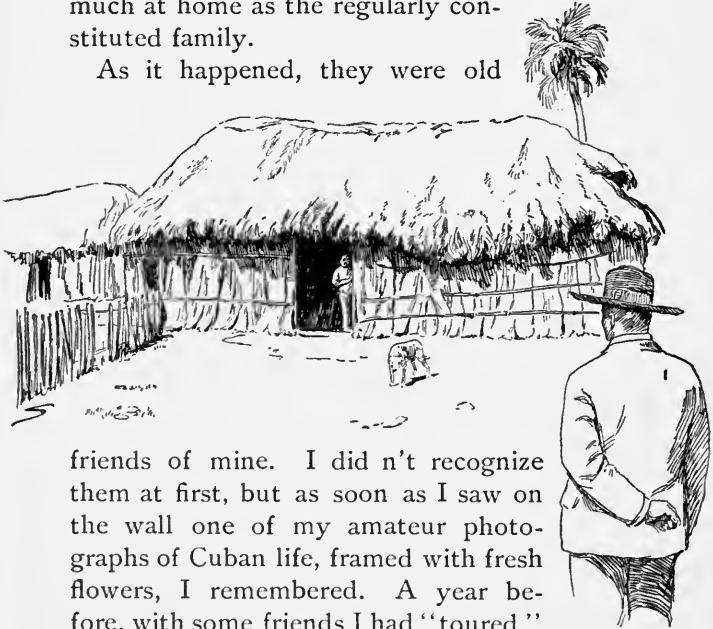 much at home as the regularly con-
stituted family.
As it happened, they were old
friends of mine. I did n't recognize
them at first, but as soon as I saw on
the wall one of my amateur photo-
graphs of Cuban life, framed with fresh
flowers, I remembered. A year be-
fore, with some friends I had "toured"